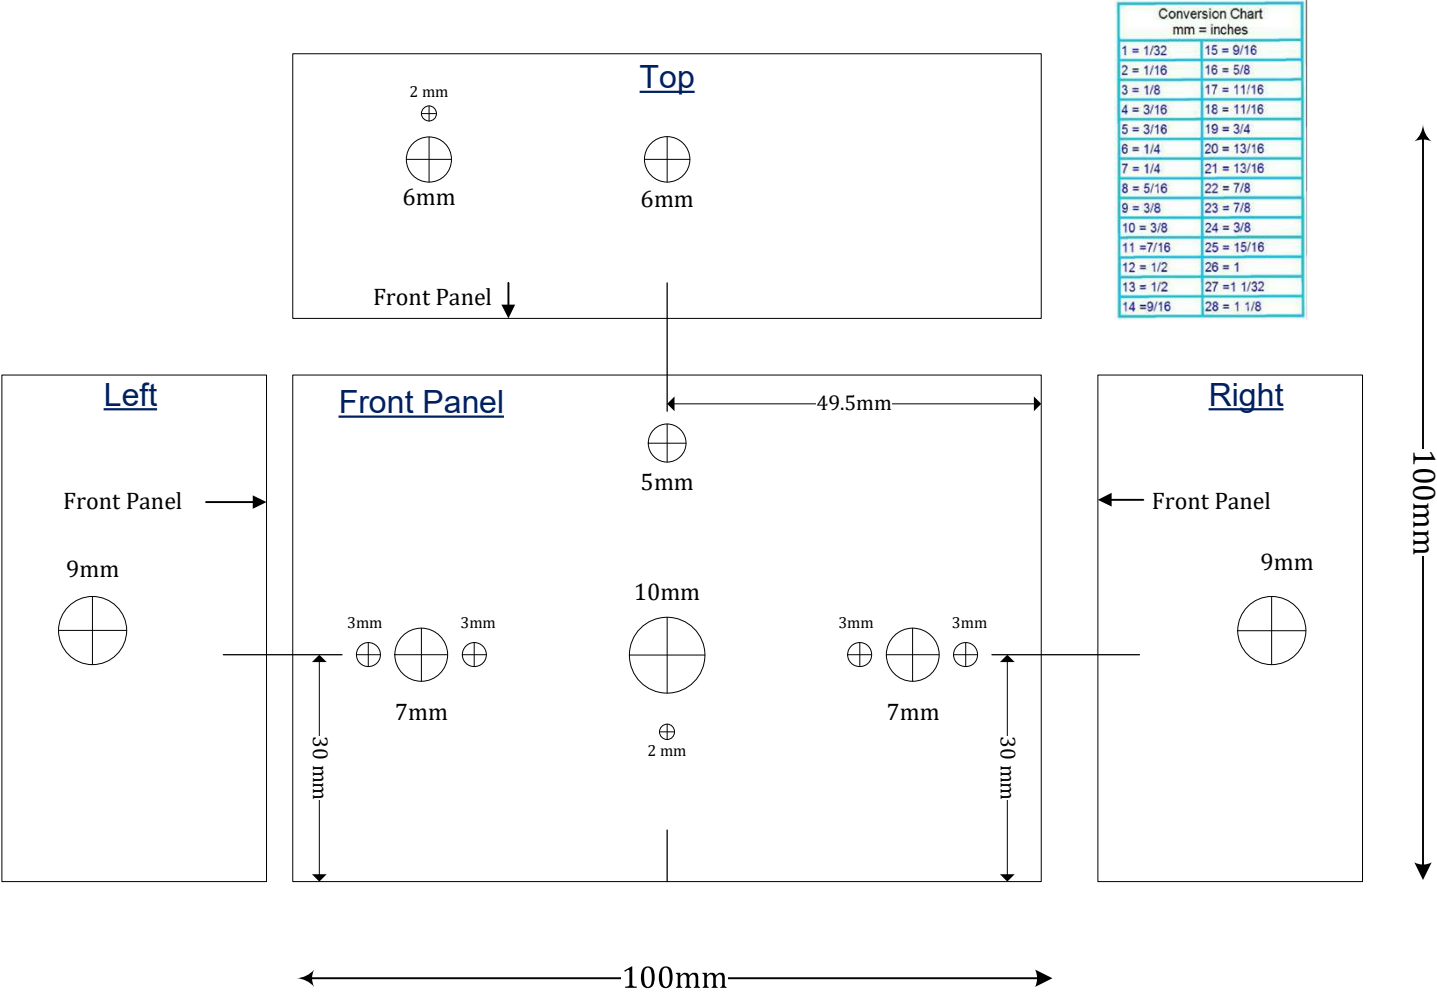 Conversion Chart
mm = inches
1 = 1/32 15 = 9/16
2 = 1/16 16 = 5/8
3 = 1/8 17 = 11/16
4 = 3/16 18 = 11/16
5 = 3/16 19 = 3/4
6 = 1/4 20 = 13/16
7 = 1/4 21 = 13/16
8 = 5/16 22 = 7/8
9 = 3/8 23 = 7/8
10 = 3/8 24 = 3/8
11 =7/16 25 = 15/16
12 = 1/2 26 = 1
13 = 1/2 27 =1 1/32
14 =9/16 28 = 1 1/8
Top
2 mm
6mm
6mm
Front Panel
Left
Front Panel
9mm
Front Panel
49.5mm
5mm
10mm
3mm
3mm
7mm
3mm
3mm
7mm
2 mm
30 mm
30 mm
Right
Front Panel
9mm
100mm
100mm